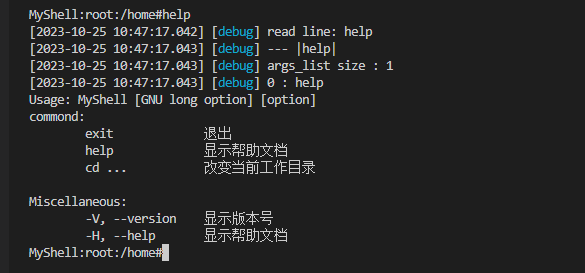 MyShell:root:/home#help
[2023-10-25 10:47:17.042] [debug] read line: help
[2023-10-25 10:47:17.043] [debug] --- |help|
[2023-10-25 10:47:17.043] [debug] args_list size : 1
[2023-10-25 10:47:17.043] [debug] 0 : help
Usage: MyShell [GNU long option] [option]
commond:
exit 退出
help 显示帮助文档
cd ... 改变当前工作目录
Miscellaneous:
-V, --version 显示版本号
-H, --help 显示帮助文档
MyShell:root:/home#